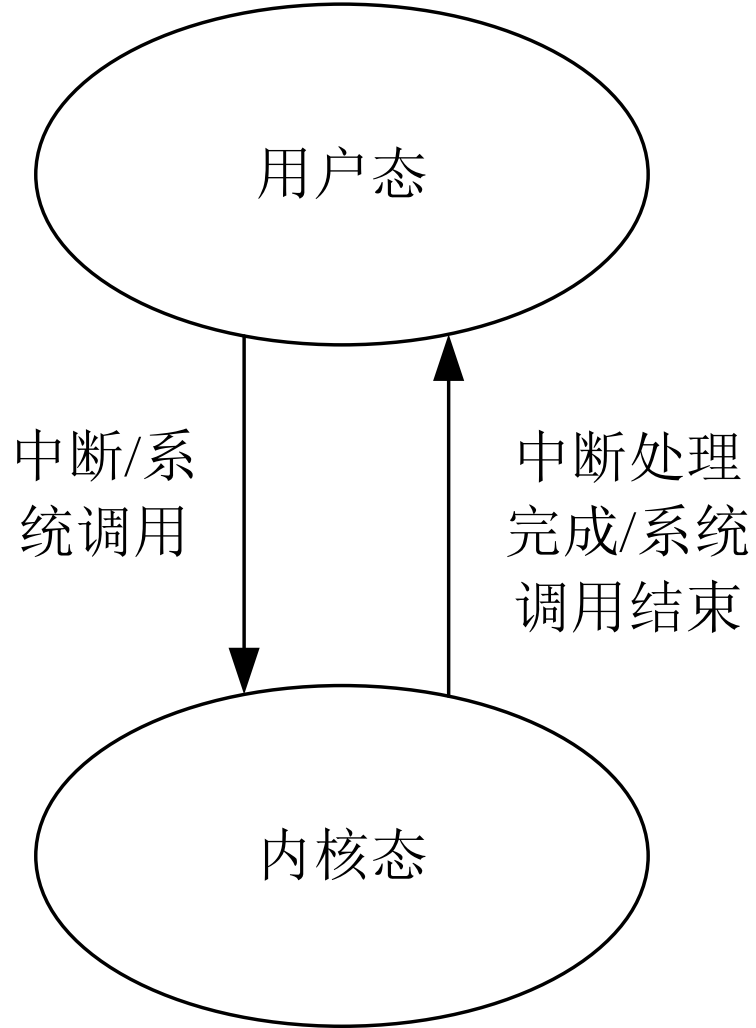 用户态
中断/系
统调用
中断处理
完成/系统
调用结束
内核态